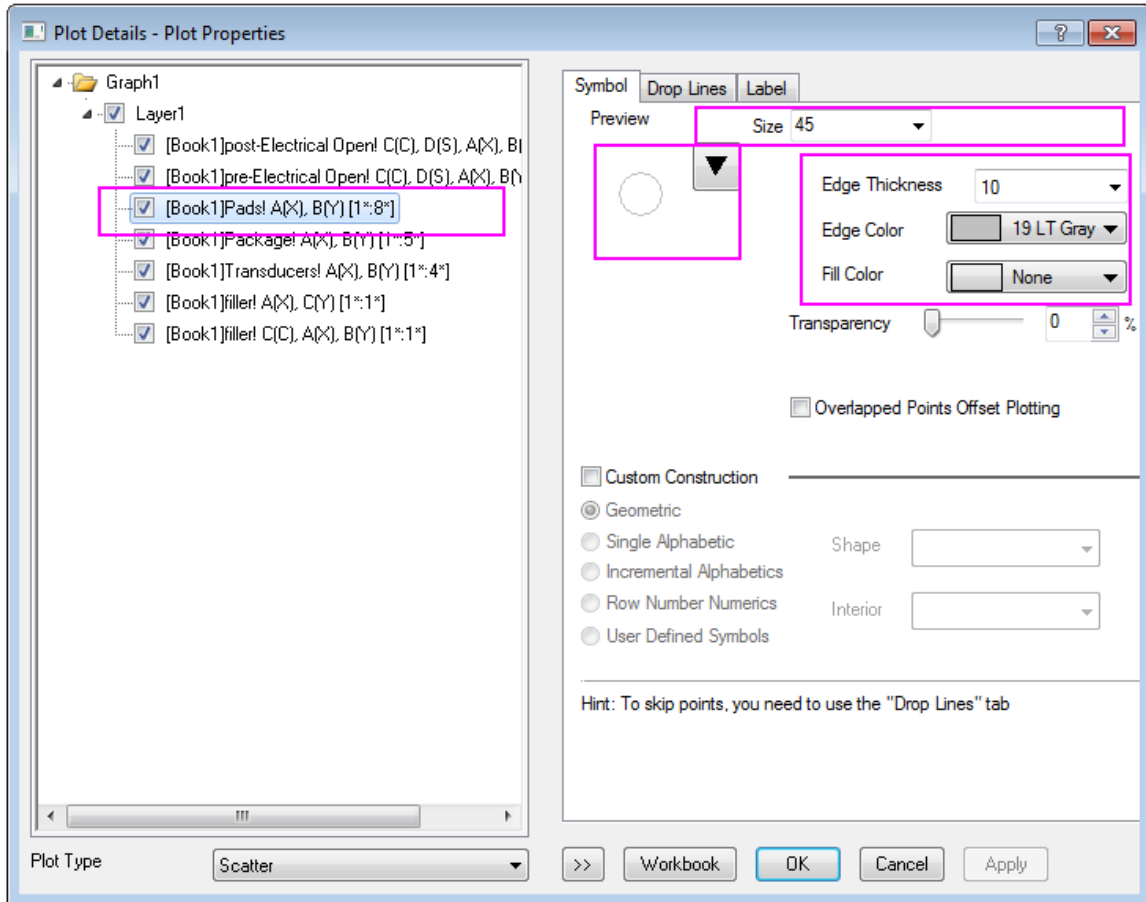 Plot Details - Plot Properties
Graph1
Layer1
[Book1]post-Electrical Open! C(C), D(S), A(X), B(
[Book1]pre-Electrical Open! C(C), D(S), A(X), B(Y
[Book1]Pads! A(X), B(Y) [1*:8*]
[Book1]Package! A(X), B(Y) [1*:5*]
[Book1]Transducers! A(X), B(Y) [1*:4*]
[Book1]filler! A(X), C(Y) [1*:1*]
[Book1]filler! C(C), A(X), B(Y) [1*:1*]
Plot Type
Scatter
Symbol Drop Lines Label
Preview
Size 45
Edge Thickness 10
Edge Color 19 LT Gray
Fill Color None
Transparency 0 %
Overlapped Points Offset Plotting
Custom Construction
Geometric
Single Alphabetic
Shape
Incremental Alphabetics
Row Number Numerics
Interior
User Defined Symbols
Hint: To skip points, you need to use the "Drop Lines" tab
>> Workbook OK Cancel Apply